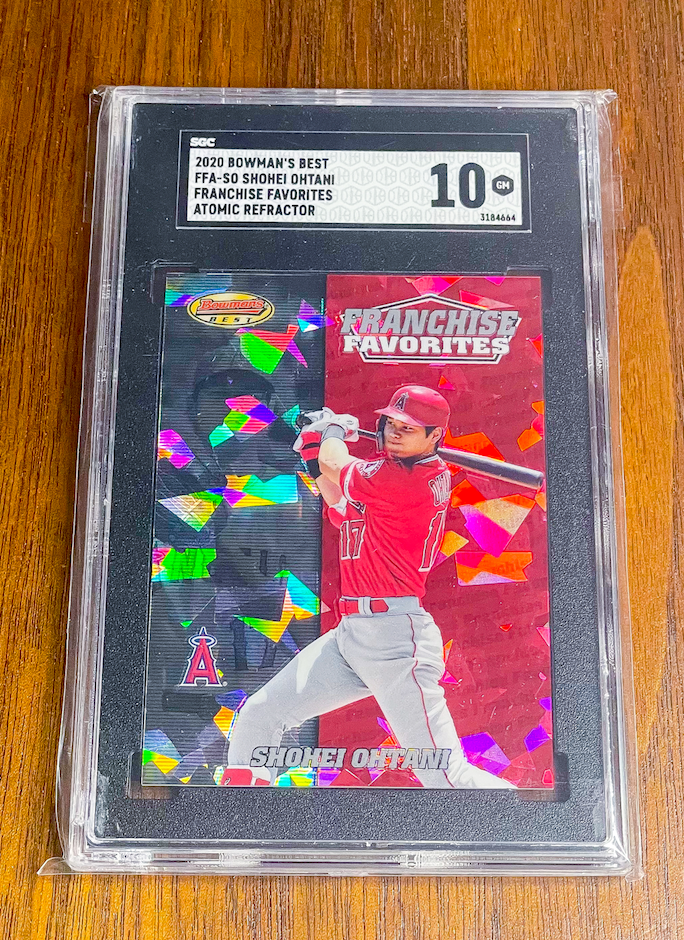 SGC
2020 BOWMAN'S BEST
FFA-SO SHOHEI OHTANI
FRANCHISE FAVORITES
ATOMIC REFRACTOR
10
GM
3184664
Bowman's
BEST
FRANCHISE
FAVORITES
A
17
1
A
SHOHEI OHTANI